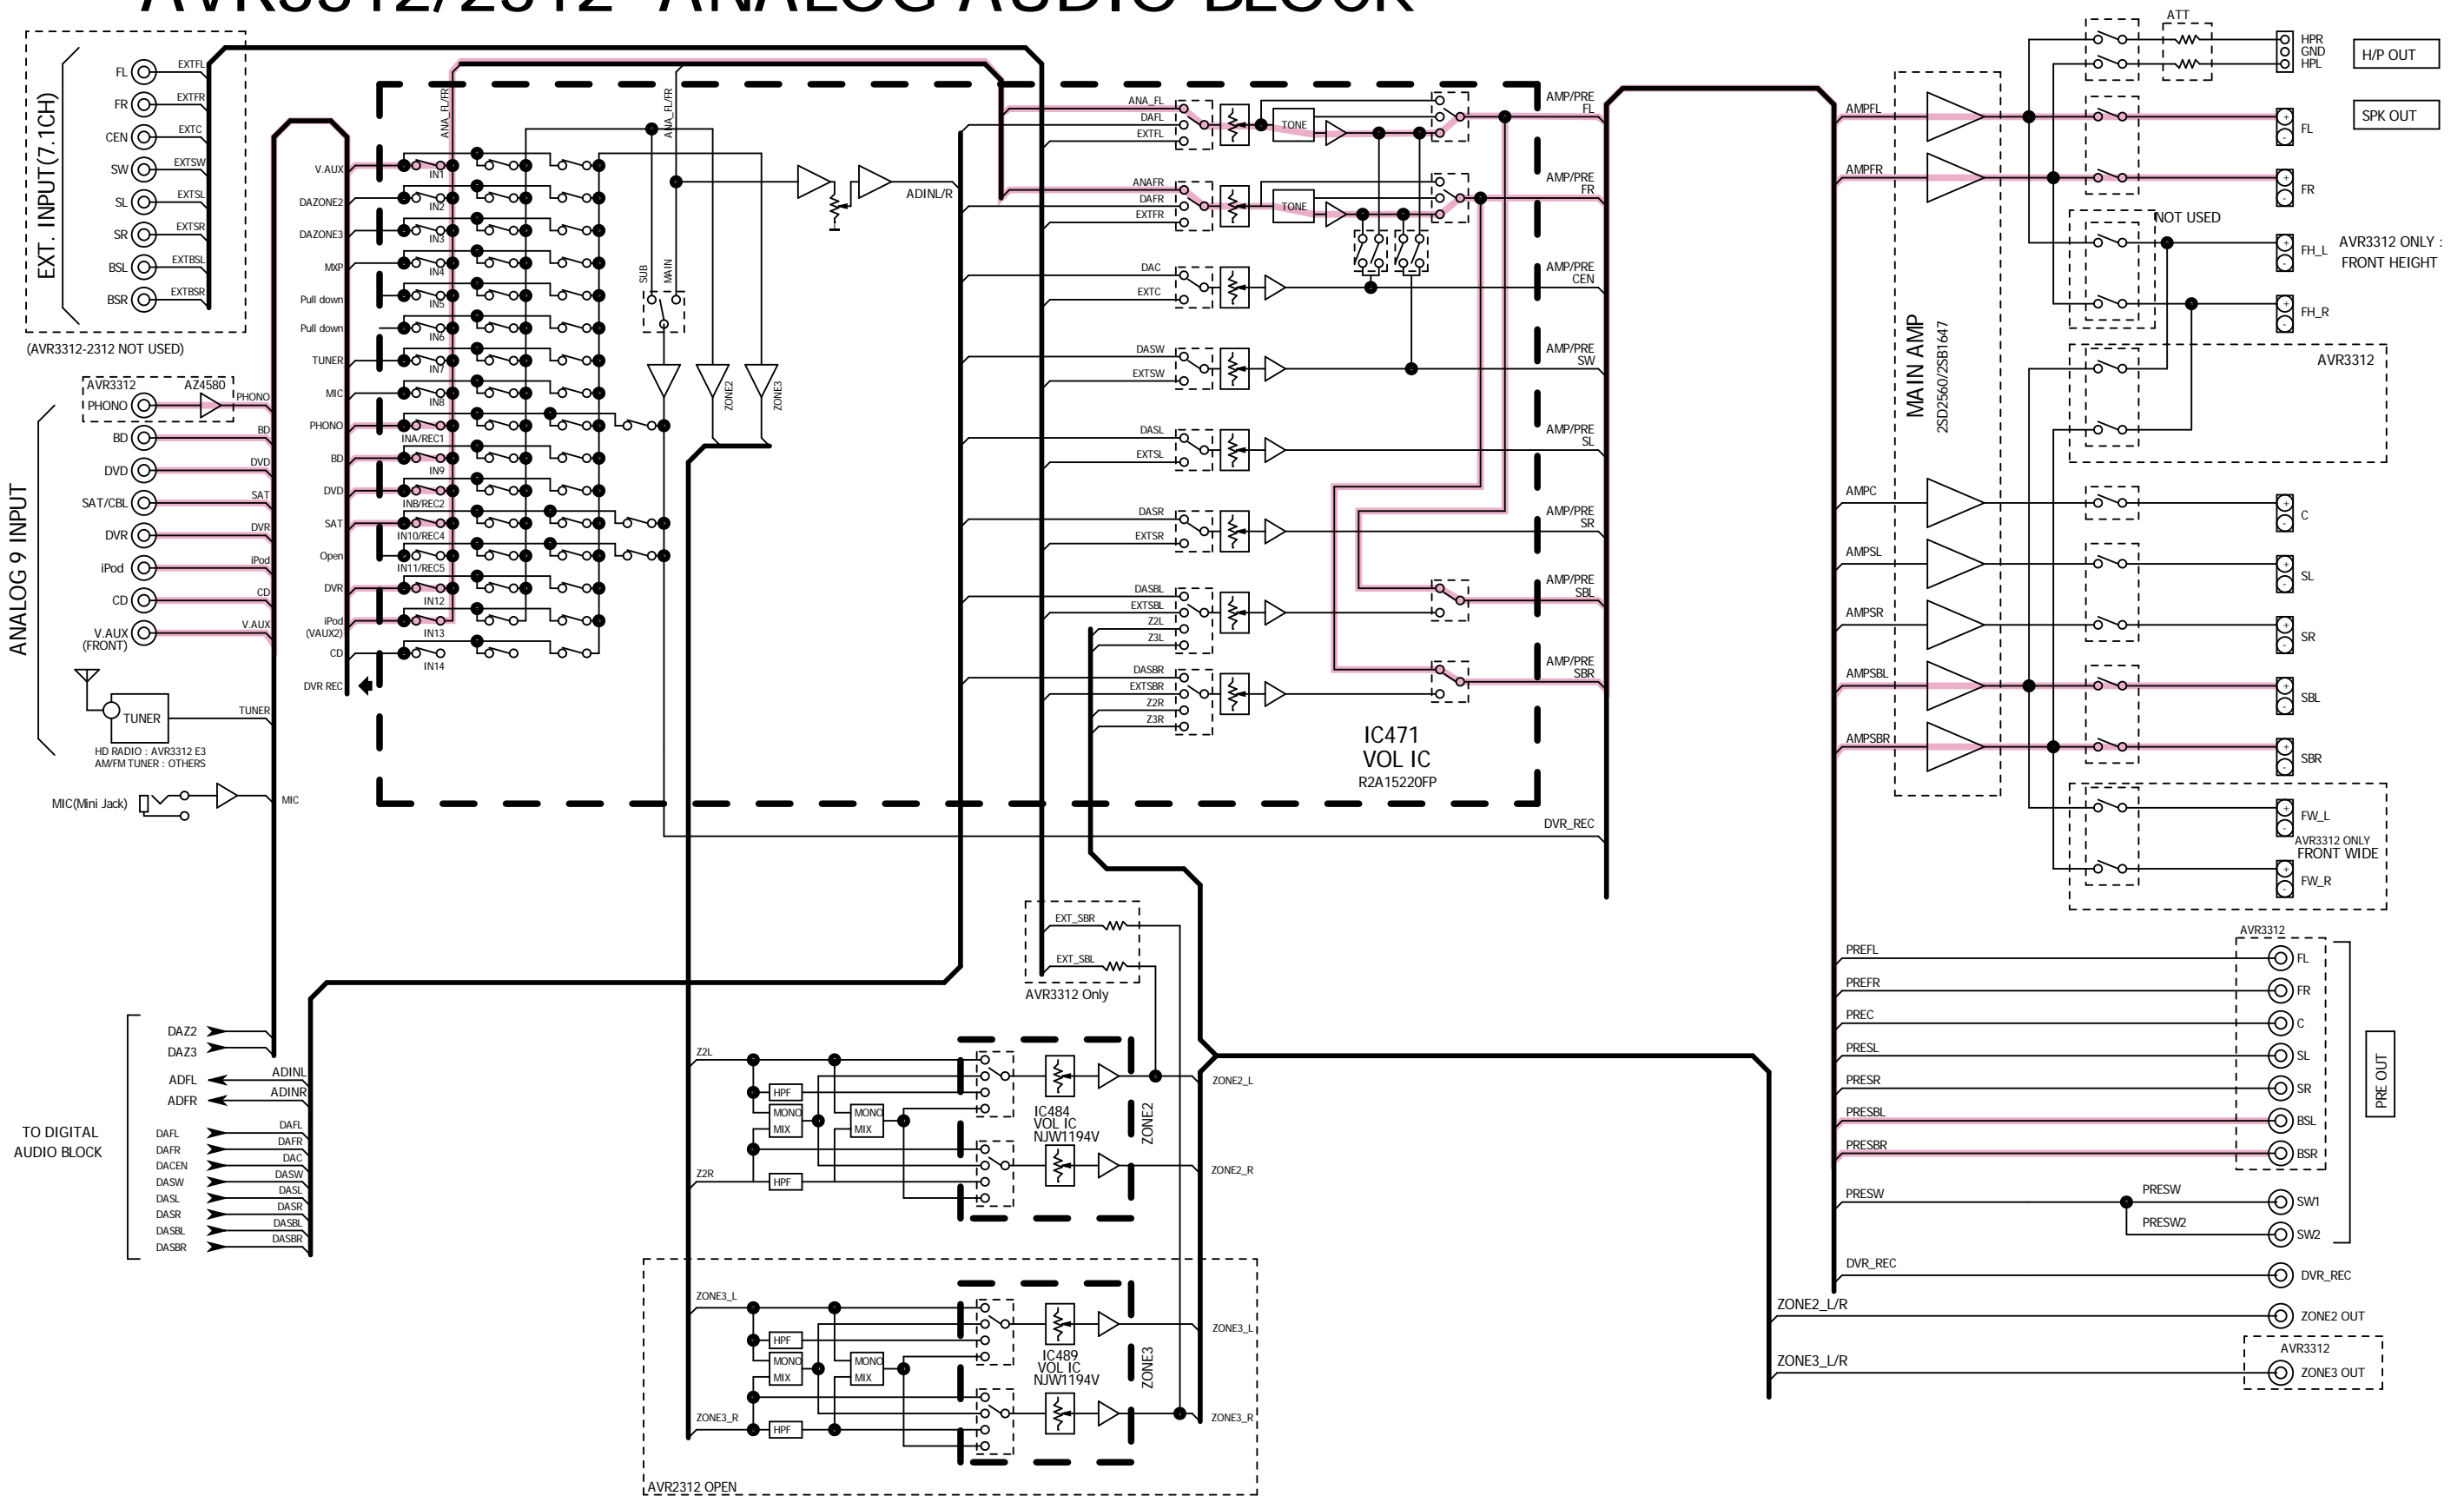 AVR3312/2312 ANALOG AUDIO BLOCK
EXT. INPUT(7.1CH)
FL EXTFL
FR EXTFR
CEN EXTC
SW EXTSW
SL EXTSL
SR EXTSR
BSL EXTBSL
BSR EXTBSR
(AVR3312-2312 NOT USED)
ANALOG 9 INPUT
AVR3312 AZ4580
PHONO PHONO
BD BD
DVD DVD
SAT/CBL SAT
DVR DVR
iPod iPod
CD CD
V.AUX V.AUX
(FRONT)
TUNER TUNER
HD RADIO : AVR3312 E3
AM/FM TUNER : OTHERS
MIC(Mini Jack) MIC
V.AUX IN1
DAZONE2 IN2
DAZONE3 IN3
MXP IN4
Pull down IN5
Pull down IN6
TUNER IN7
MIC IN8
PHONO INA/REC1
BD IN9
DVD INB/REC2
SAT IN10/REC4
Open IN11/REC5
DVR IN12
iPod
(VAUX2) IN13
CD IN14
DVR REC
ANA_FL/FR
ANA_FL/FR
SUB
MAIN
ZONE2
ZONE3
ADINL/R
ANA_FL
DAFL
EXTFL
TONE
AMP/PRE
FL
ANAFR
DAFR
EXTFR
TONE
AMP/PRE
FR
DAC
EXTC
AMP/PRE
CEN
DASW
EXTSW
AMP/PRE
SW
DASL
EXTSL
AMP/PRE
SL
DASR
EXTSR
AMP/PRE
SR
DASBL
EXTSBL
Z2L
Z3L
AMP/PRE
SBL
DASBR
EXTSBR
Z2R
Z3R
AMP/PRE
SBR
IC471
VOL IC
R2A15220FP
DVR_REC
EXT_SBR
EXT_SBL
AVR3312 Only
MAIN AMP
2SD2560/2SB1647
AMPFL
AMPFR
AMPC
AMPSL
AMPSR
AMPSBL
AMPSBR
ATT
HPR
GND
HPL
H/P OUT
SPK OUT
+
-
FL
+
-
FR
NOT USED
+
-
FH_L
AVR3312 ONLY :
FRONT HEIGHT
+
-
FH_R
AVR3312
+
-
C
+
-
SL
+
-
SR
+
-
SBL
+
-
SBR
+
-
FW_L
AVR3312 ONLY
FRONT WIDE
+
-
FW_R
AVR3312
PREFL FL
PREFR FR
PREC C
PRESL SL
PRESR SR
PRESBL BSL
PRESBR BSR
PRESW PRESW SW1
PRESW2 SW2
PRE OUT
DVR_REC DVR_REC
ZONE2_L/R ZONE2 OUT
AVR3312
ZONE3_L/R ZONE3 OUT
TO DIGITAL
AUDIO BLOCK
DAZ2
DAZ3
ADFL ADINL
ADFR ADINR
DAFL DAFL
DAFR DAFR
DACEN DAC
DASW DASW
DASL DASL
DASR DASR
DASBL DASBL
DASBR DASBR
Z2L
HPF
MONO
MIX
MONO
MIX
Z2R
HPF
IC484
VOL IC
NJW1194V
ZONE2
ZONE2_L
ZONE2_R
ZONE3_L
HPF
MONO
MIX
MONO
MIX
ZONE3_R
HPF
IC489
VOL IC
NJW1194V
ZONE3
ZONE3_L
ZONE3_R
AVR2312 OPEN